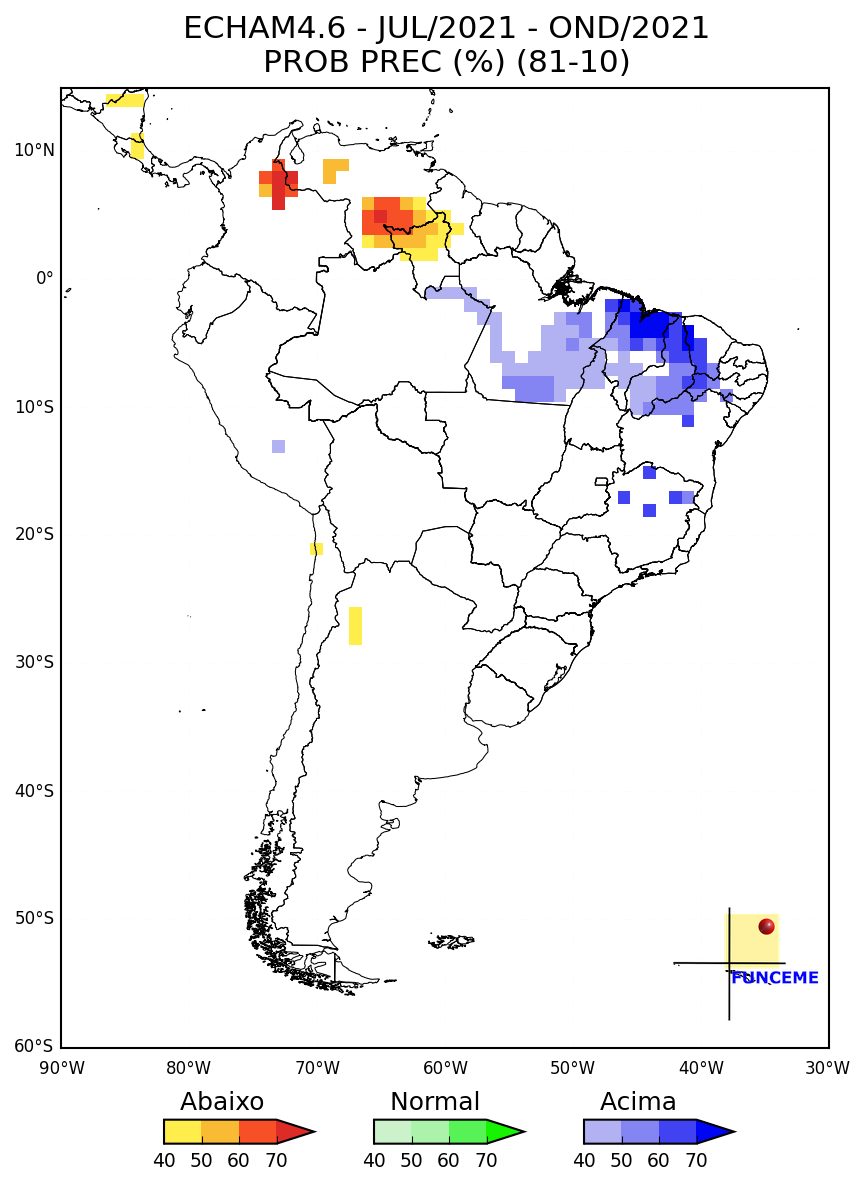 ECHAM4.6 - JUL/2021 - OND/2021
PROB PREC (%) (81-10)
10°N
0°
10°S
20°S
30°S
40°S
50°S
60°S
FUNCEME
90°W 80°W 70°W 60°W 50°W 40°W 30°W
Abaixo Normal Acima
40 50 60 70 40 50 60 70 40 50 60 70